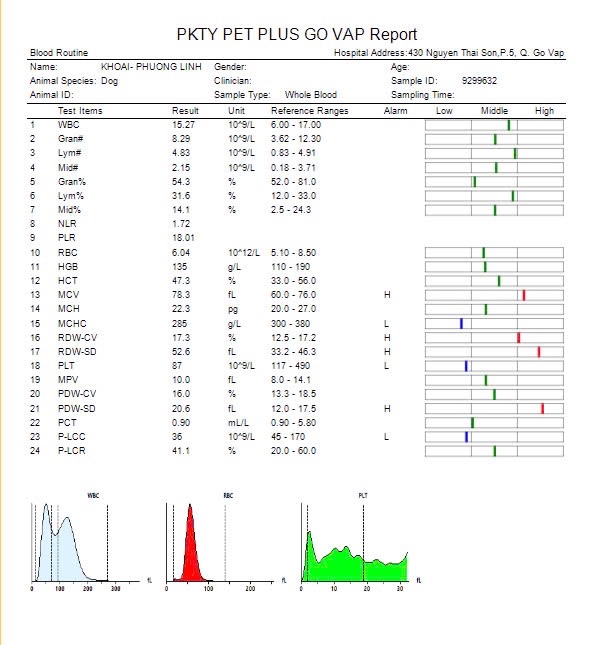 PKTY PET PLUS GO VAP Report
Blood Routine Hospital Address:430 Nguyen Thai Son,P.5, Q. Go Vap
Name: KHOAI- PHUONG LINH Gender: Age:
Animal Species: Dog Clinician: Sample ID: 9299632
Animal ID: Sample Type: Whole Blood Sampling Time:
Test Items Result Unit Reference Ranges Alarm Low Middle High
1 WBC 15.27 10^9/L 6.00 - 17.00
2 Gran# 8.29 10^9/L 3.62 - 12.30
3 Lym# 4.83 10^9/L 0.83 - 4.91
4 Mid# 2.15 10^9/L 0.18 - 3.71
5 Gran% 54.3 % 52.0 - 81.0
6 Lym% 31.6 % 12.0 - 33.0
7 Mid% 14.1 % 2.5 - 24.3
8 NLR 1.72
9 PLR 18.01
10 RBC 6.04 10^12/L 5.10 - 8.50
11 HGB 135 g/L 110 - 190
12 HCT 47.3 % 33.0 - 56.0
13 MCV 78.3 fL 60.0 - 76.0 H
14 MCH 22.3 pg 20.0 - 27.0
15 MCHC 285 g/L 300 - 380 L
16 RDW-CV 17.3 % 12.5 - 17.2 H
17 RDW-SD 52.6 fL 33.2 - 46.3 H
18 PLT 87 10^9/L 117 - 490 L
19 MPV 10.0 fL 8.0 - 14.1
20 PDW-CV 16.0 % 13.3 - 18.5
21 PDW-SD 20.6 fL 12.0 - 17.5 H
22 PCT 0.90 mL/L 0.90 - 5.80
23 P-LCC 36 10^9/L 45 - 170 L
24 P-LCR 41.1 % 20.0 - 60.0
WBC RBC PLT
0 100 200 300 fL 0 100 200 fL 0 10 20 30 fL